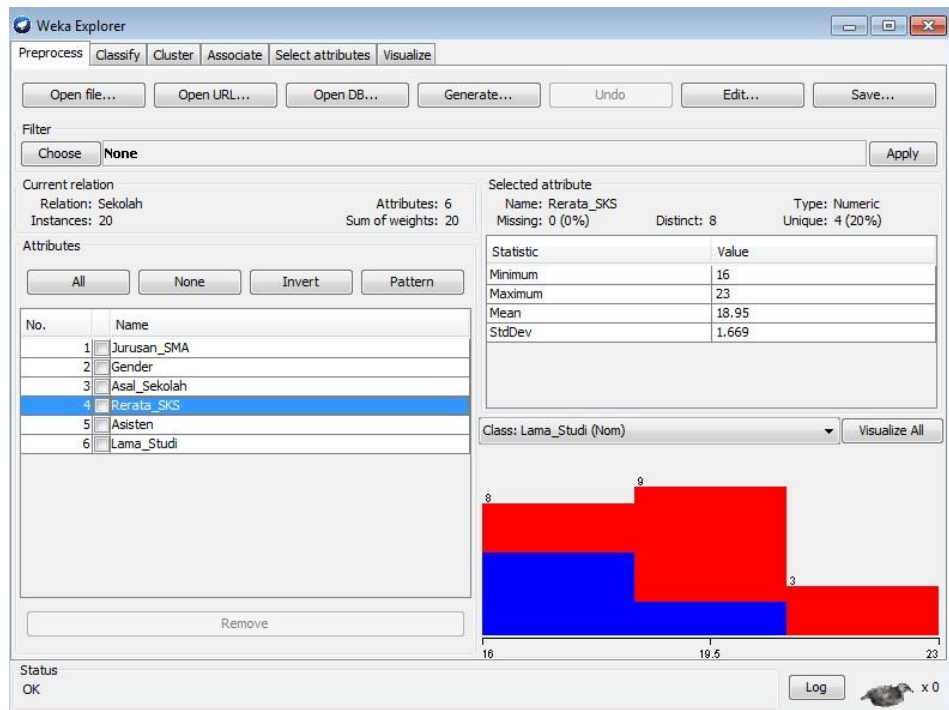 Weka Explorer
Preprocess Classify Cluster Associate Select attributes Visualize
Open file... Open URL... Open DB... Generate... Undo Edit... Save...
Filter
Choose None Apply
Current relation
Relation: Sekolah Attributes: 6
Instances: 20 Sum of weights: 20
Attributes
All None Invert Pattern
No. Name
1 Jurusan_SMA
2 Gender
3 Asal_Sekolah
4 Rerata_SKS
5 Asisten
6 Lama_Studi
Remove
Selected attribute
Name: Rerata_SKS Type: Numeric
Missing: 0 (0%) Distinct: 8 Unique: 4 (20%)
Statistic Value
Minimum 16
Maximum 23
Mean 18.95
StdDev 1.669
Class: Lama_Studi (Nom) Visualize All
8 9 3
16 19.5 23
Status
OK Log x 0